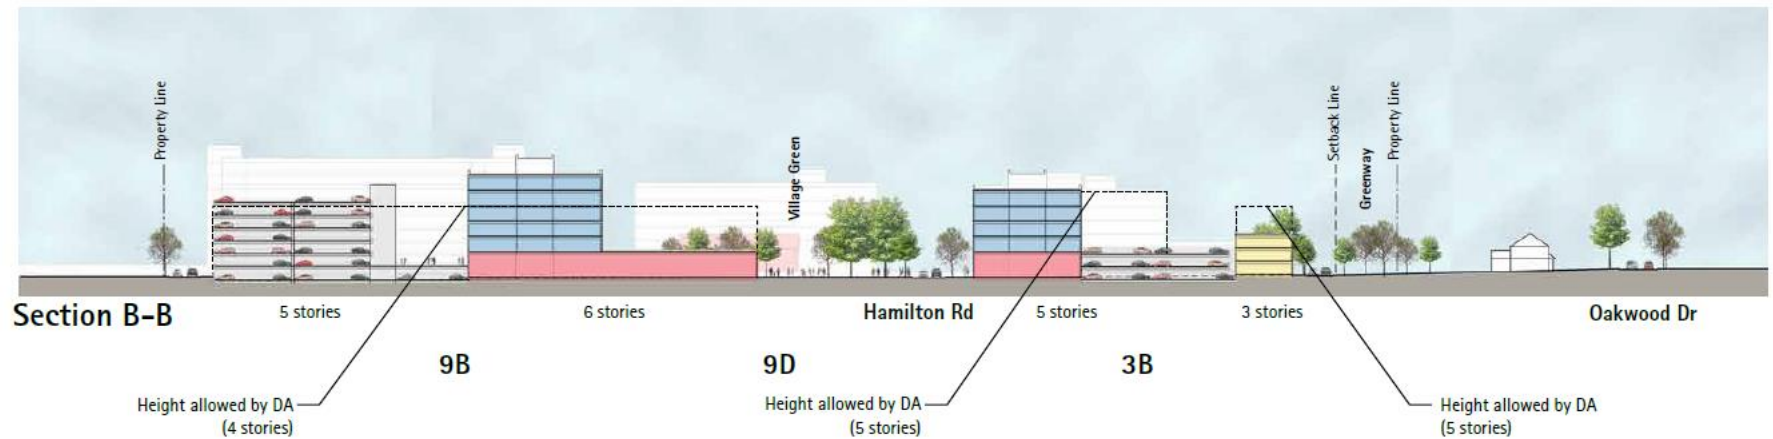 Property Line
Village Green
Setback Line
Greenway
Property Line
Section B-B
5 stories
6 stories
Hamilton Rd
5 stories
3 stories
Oakwood Dr
9B
9D
3B
Height allowed by DA
(4 stories)
Height allowed by DA
(5 stories)
Height allowed by DA
(5 stories)